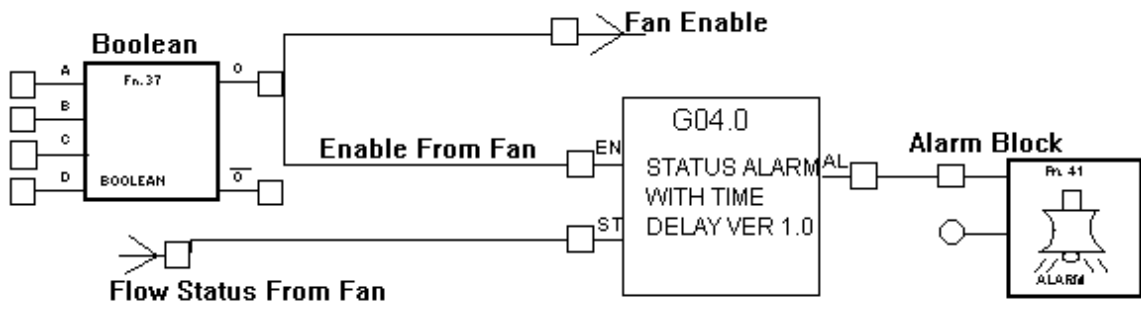 Fan Enable
Boolean
A
Fn. 37
O
B
C
D
BOOLEAN
O
Enable From Fan
EN
G04.0
STATUS ALARM
WITH TIME
DELAY VER 1.0
AL
ST
Alarm Block
Fn. 41
ALARM
Flow Status From Fan